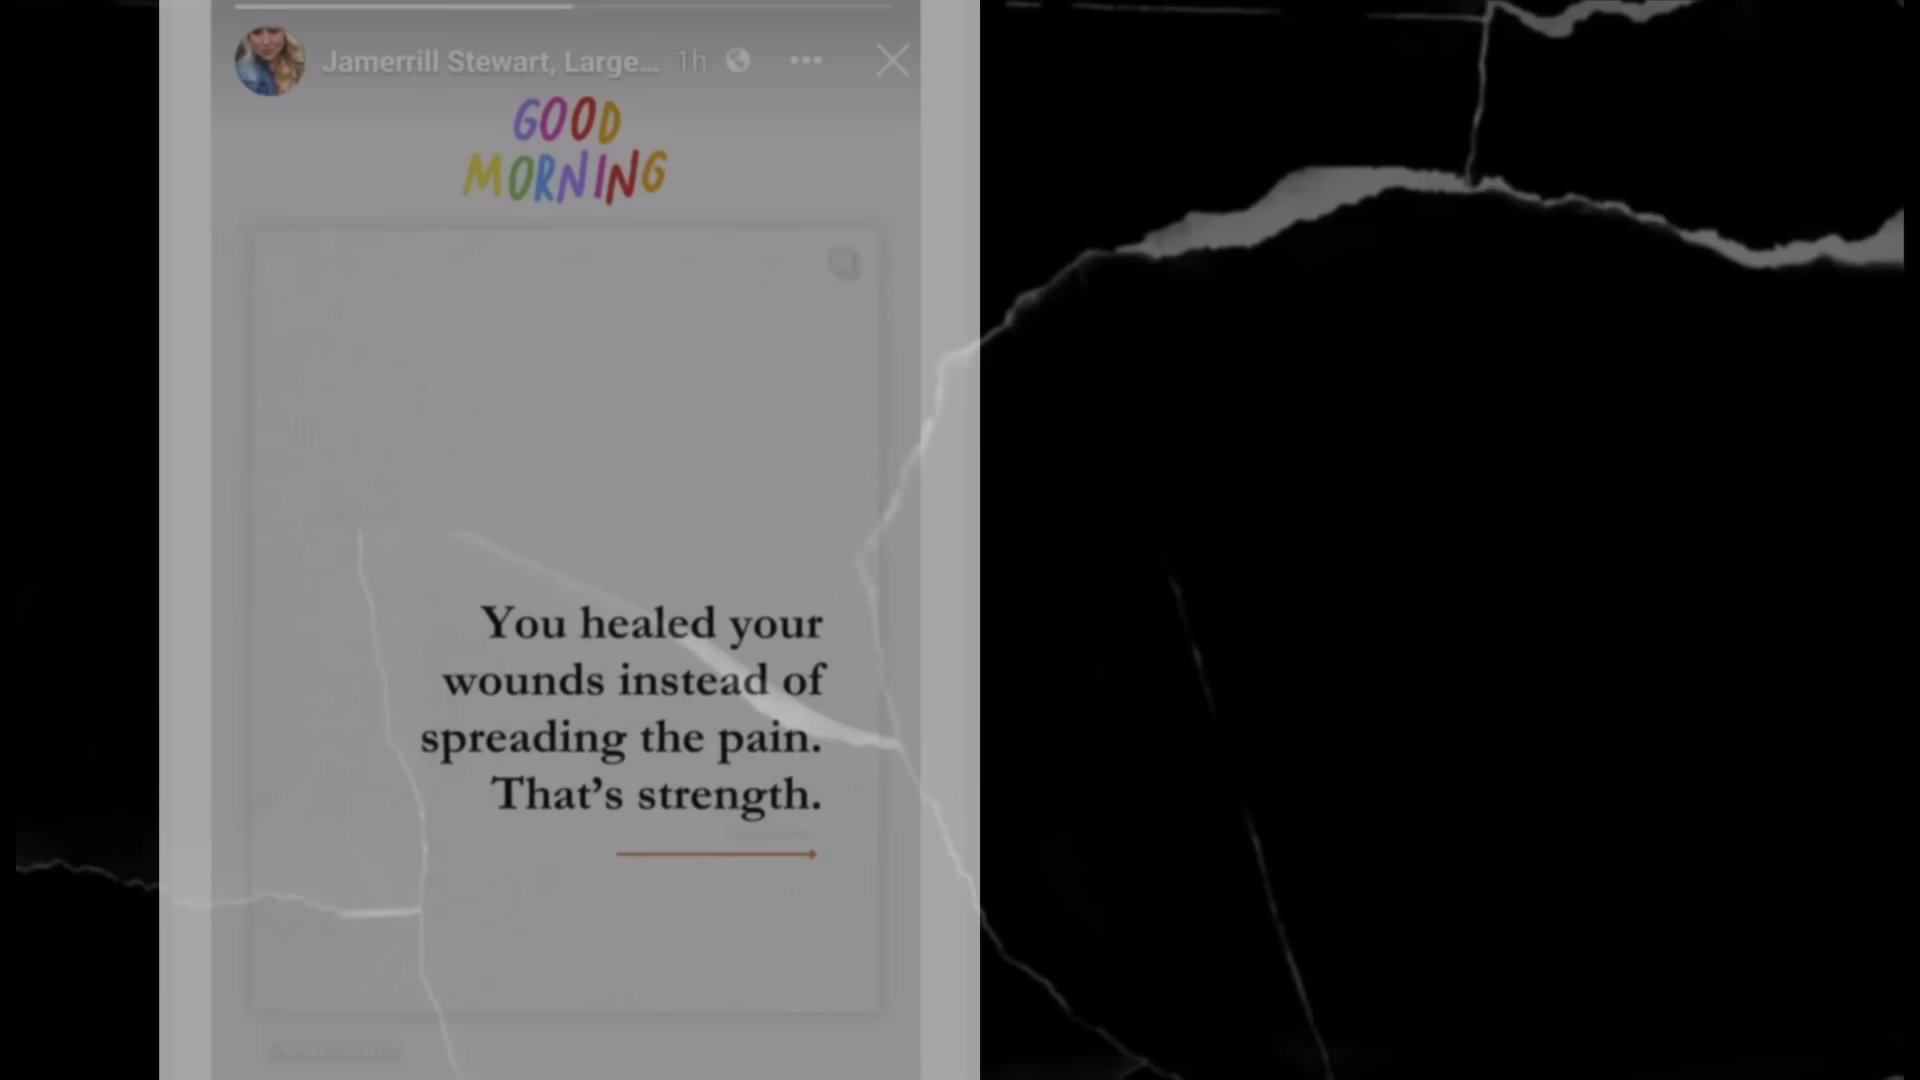 Jamerrill Stewart, Large... 1h
GOOD
MORNING
You healed your
wounds instead of
spreading the pain.
That's strength.